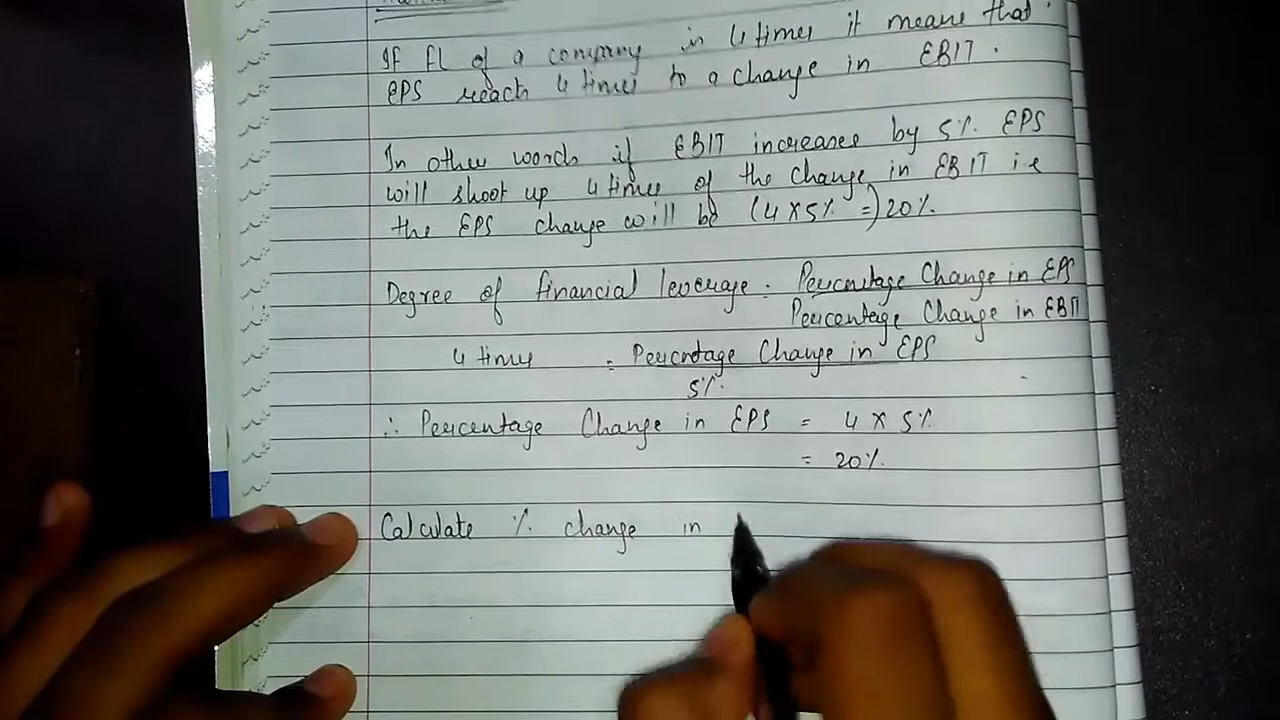 If FL of a company is 4 times it means that
EPS reach 4 times to a change in EBIT.
In other words if EBIT increases by 5% EPS
will shoot up 4 times of the change in EBIT i.e
the EPS change will be (4 X 5% =) 20%.
Degree of financial leverage = Percentage Change in EPS
Percentage Change in EBIT
4 times = Percentage Change in EPS
5%
∴ Percentage Change in EPS = 4 X 5%
= 20%
Calculate % change in